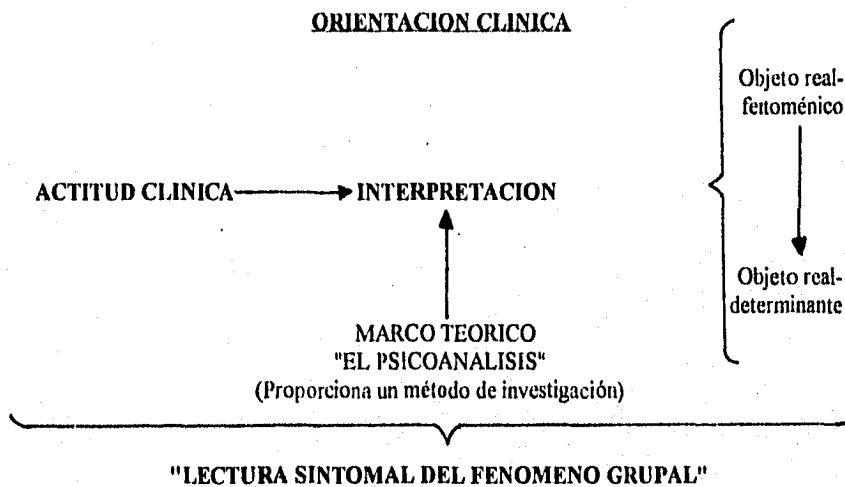 ORIENTACION CLINICA
Objeto real-
fenoménico
ACTITUD CLINICA
INTERPRETACION
Objeto real-
determinante
MARCO TEORICO
"EL PSICOANALISIS"
(Proporciona un método de investigación)
"LECTURA SINTOMAL DEL FENOMENO GRUPAL"